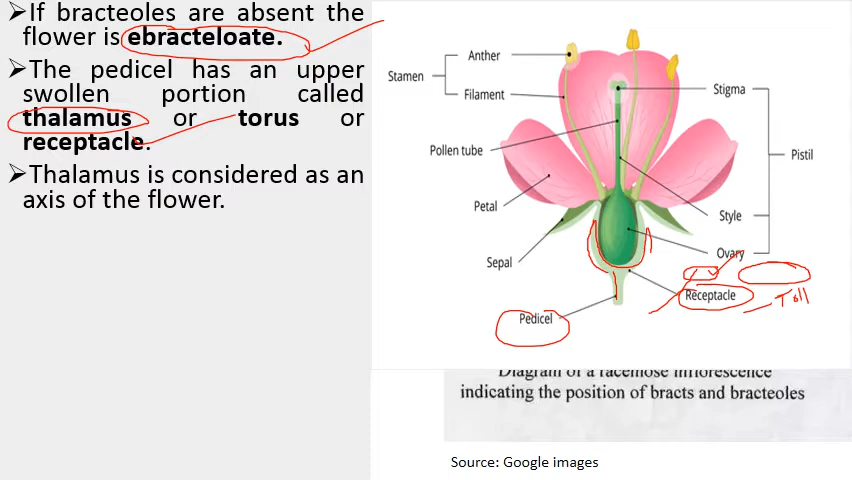 ➢If bracteoles are absent the
flower is ebracteloate.
➢The pedicel has an upper
swollen portion called
thalamus or torus or
receptacle.
➢Thalamus is considered as an
axis of the flower.
Anther
Stamen
Filament
Stigma
Pollen tube
Pistil
Petal
Style
Ovary
Sepal
Receptacle
Pedicel
Diagram of a racemose inflorescence
indicating the position of bracts and bracteoles
Source: Google images